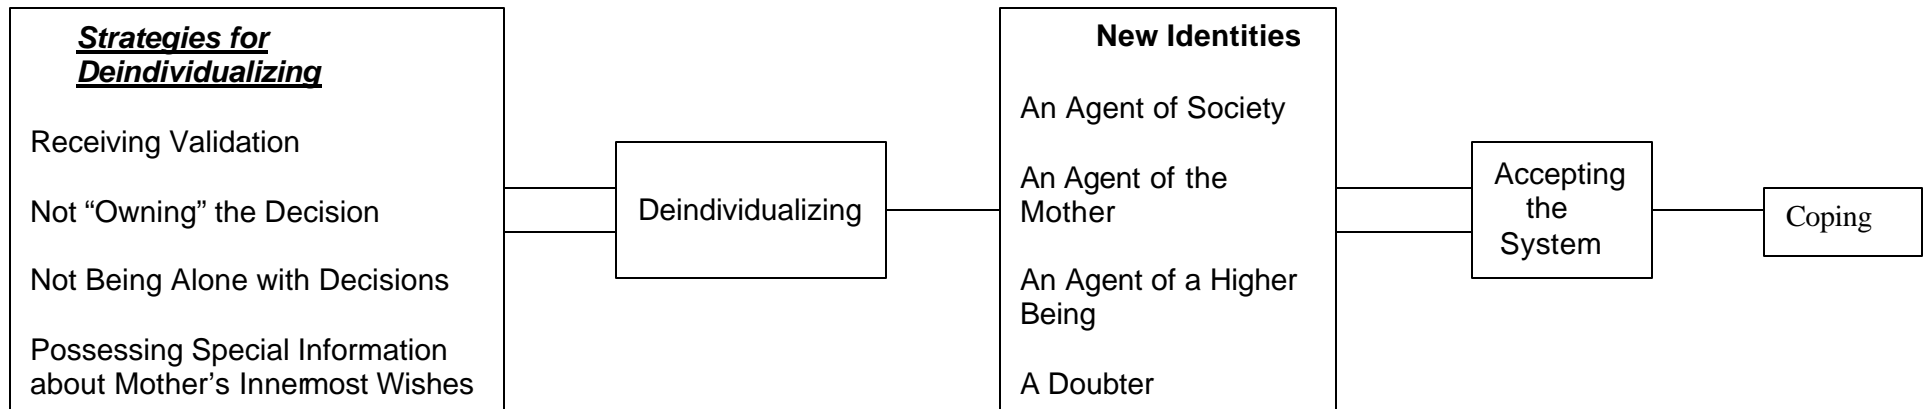 Strategies for
Deindividualizing
Receiving Validation
Not “Owning” the Decision
Not Being Alone with Decisions
Possessing Special Information
about Mother’s Innermost Wishes
Deindividualizing
New Identities
An Agent of Society
An Agent of the
Mother
An Agent of a Higher
Being
A Doubter
Accepting
the
System
Coping